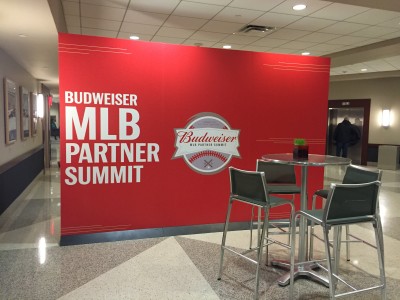 BUDWEISER
MLB
PARTNER
SUMMIT
Budweiser
MLB PARTNER SUMMIT